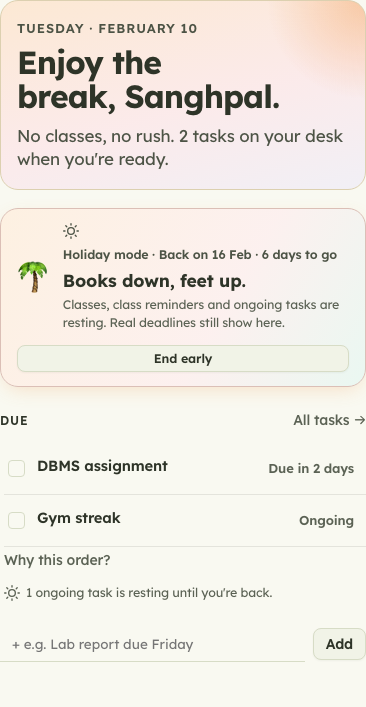 TUESDAY · FEBRUARY 10
Enjoy the
break, Sanghpal.
No classes, no rush. 2 tasks on your desk
when you're ready.
Holiday mode · Back on 16 Feb · 6 days to go
Books down, feet up.
Classes, class reminders and ongoing tasks are
resting. Real deadlines still show here.
End early
DUE
All tasks →
DBMS assignment
Due in 2 days
Gym streak
Ongoing
Why this order?
1 ongoing task is resting until you're back.
+ e.g. Lab report due Friday
Add